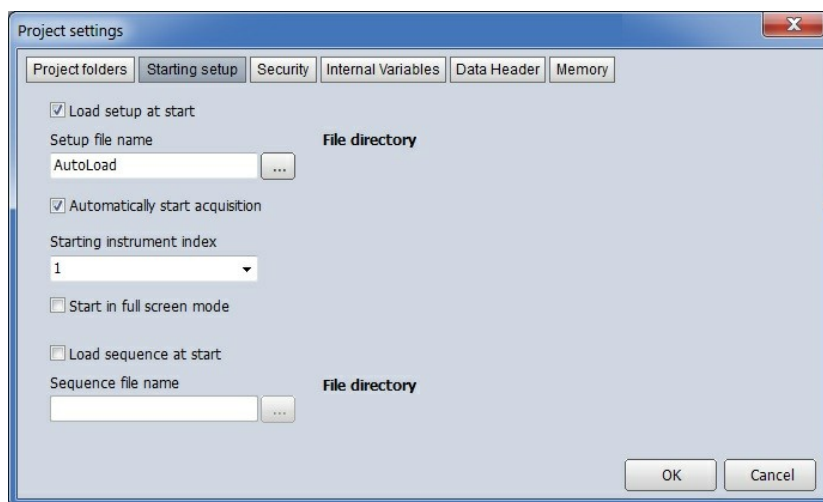 Project settings
Project folders Starting setup Security Internal Variables Data Header Memory
Load setup at start
Setup file name File directory
AutoLoad ...
Automatically start acquisition
Starting instrument index
1
Start in full screen mode
Load sequence at start
Sequence file name File directory
...
OK Cancel